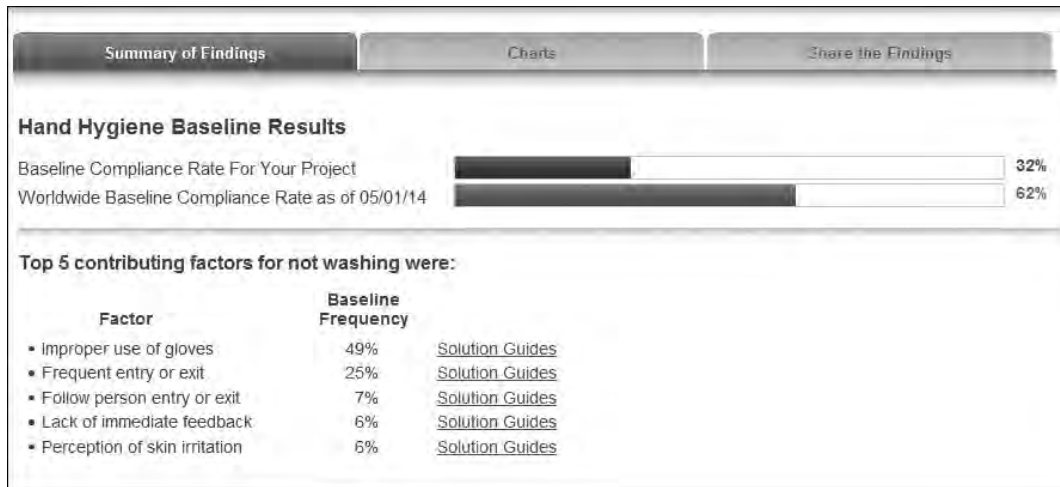 Summary of Findings Charts Share the Findings
Hand Hygiene Baseline Results
Baseline Compliance Rate For Your Project 32%
Worldwide Baseline Compliance Rate as of 05/01/14 62%
Top 5 contributing factors for not washing were:
Factor Baseline Frequency
• Improper use of gloves 49% Solution Guides
• Frequent entry or exit 25% Solution Guides
• Follow person entry or exit 7% Solution Guides
• Lack of immediate feedback 6% Solution Guides
• Perception of skin irritation 6% Solution Guides